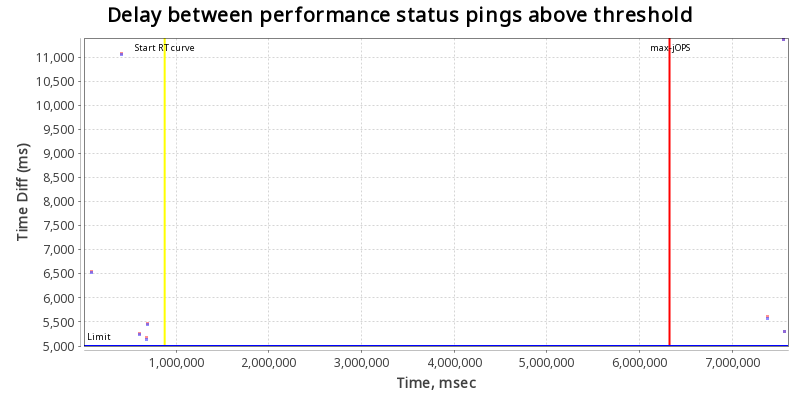 Delay between performance status pings above threshold
Start RT curve
max-jOPS
Time Diff (ms)
11,000
10,500
10,000
9,500
9,000
8,500
8,000
7,500
7,000
6,500
6,000
5,500
5,000
Limit
1,000,000 2,000,000 3,000,000 4,000,000 5,000,000 6,000,000 7,000,000
Time, msec